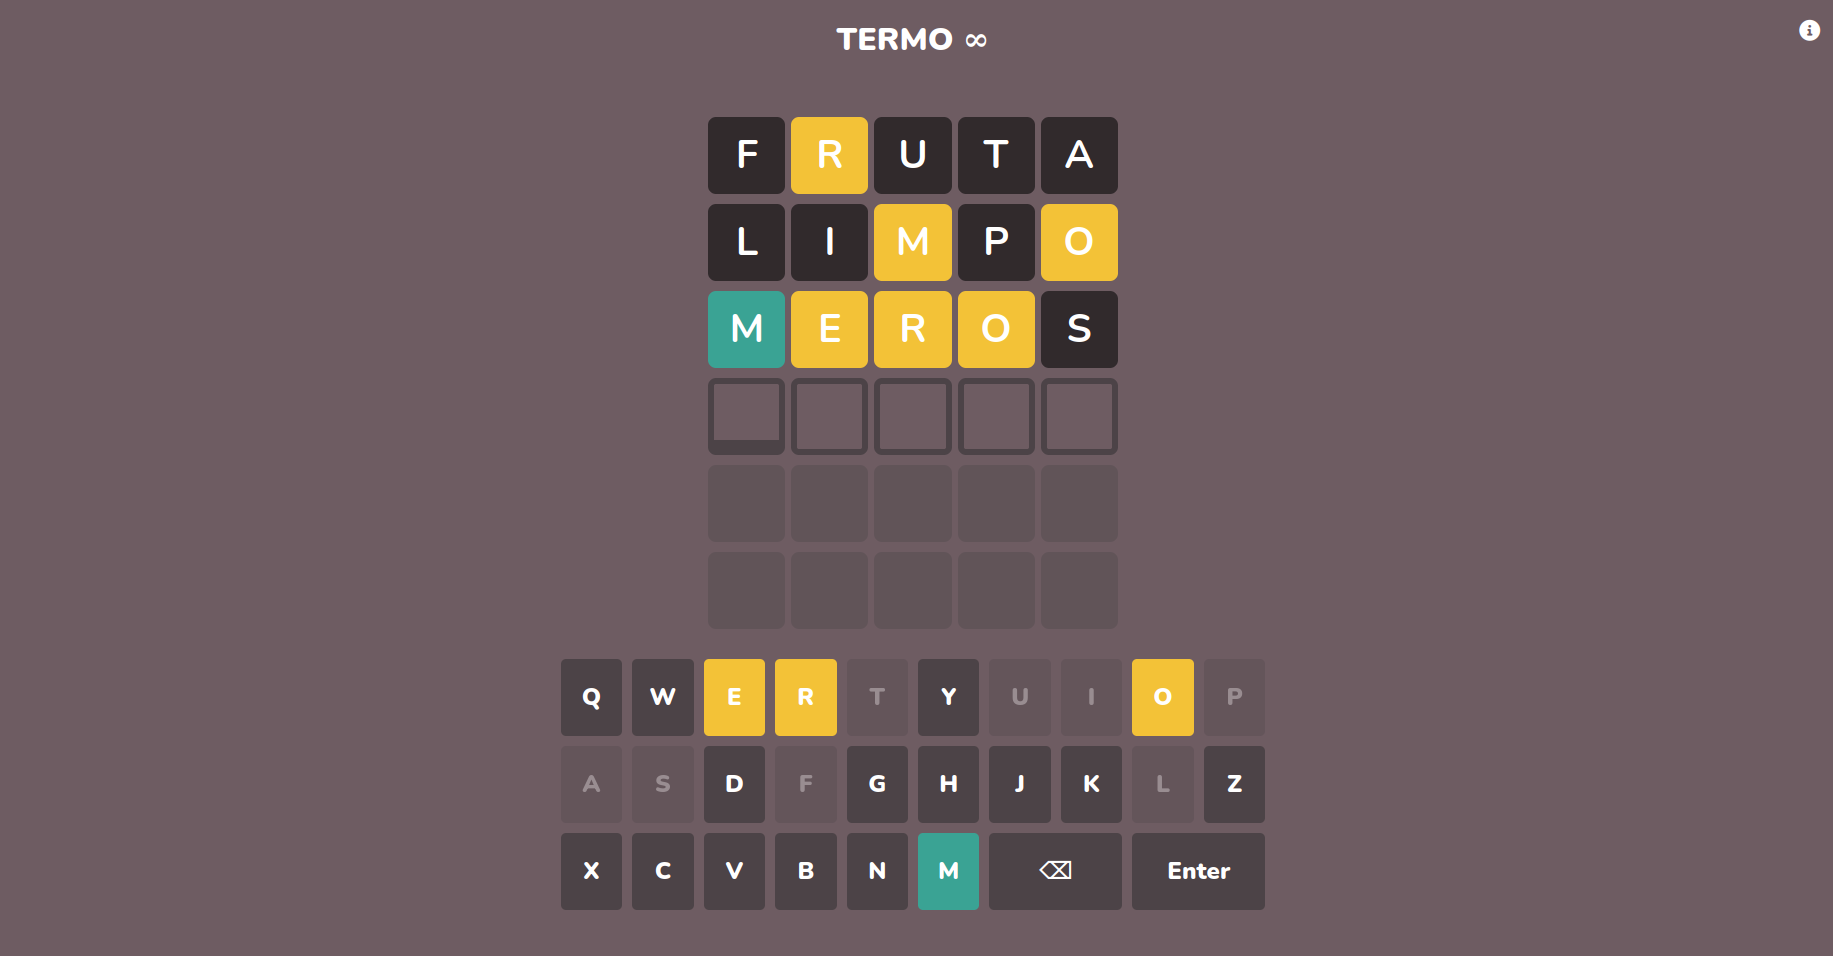 TERMO ∞
F R U T A
L I M P O
M E R O S
Q W E R T Y U I O P
A S D F G H J K L Z
X C V B N M ⌫ Enter